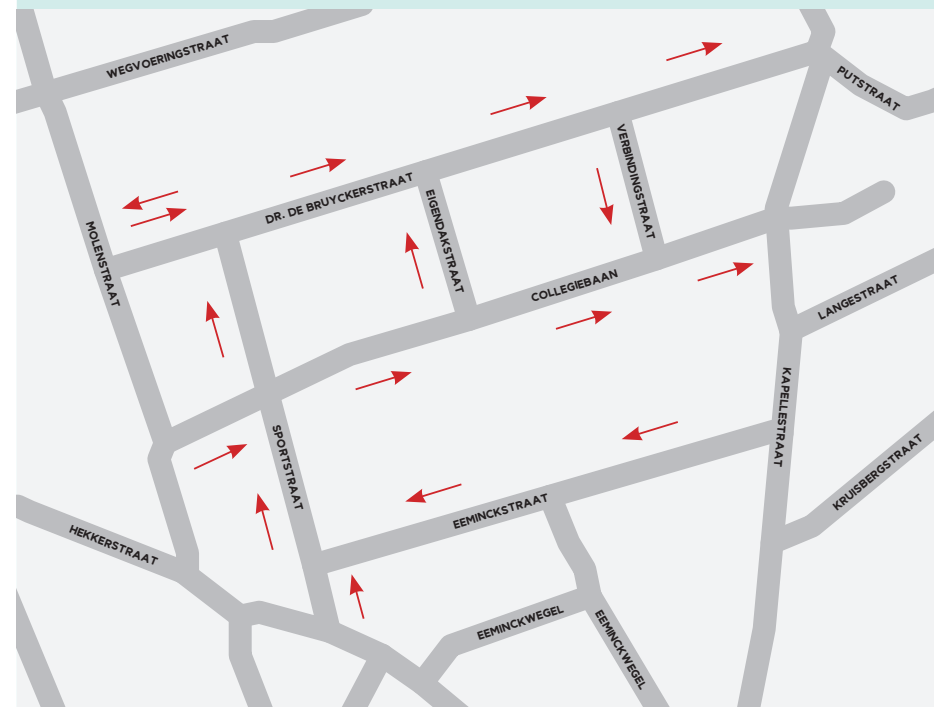 WEGVOERINGSTRAAT
PUTSTRAAT
VERBINDINGSTRAAT
DR. DE BRUYCKERSTRAAT
EIGENDAKSTRAAT
MOLENSTRAAT
COLLEGIEBAAN
LANGESTRAAT
KAPELLESTRAAT
SPORTSTRAAT
KRUISBERGSTRAAT
EEMINCKSTRAAT
HEKKERSTRAAT
EEMINCKWEGEL
EEMINCKWEGEL